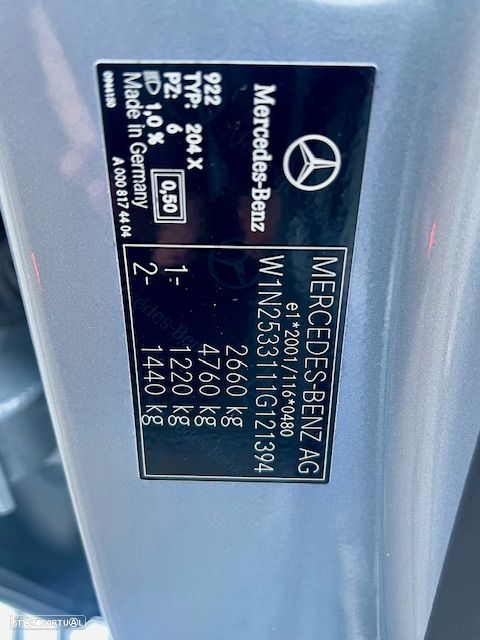 Mercedes-Benz
922
TYP: 204 X
PZ: 6
1,0 %
0,50
Made in Germany
0944100
A 000 817 44 04
MERCEDES-BENZ AG
e1*2001/116*0480
W1N2533111G121394
2660 kg
4760 kg
1- 1220 kg
2- 1440 kg
STANDVIRTUAL